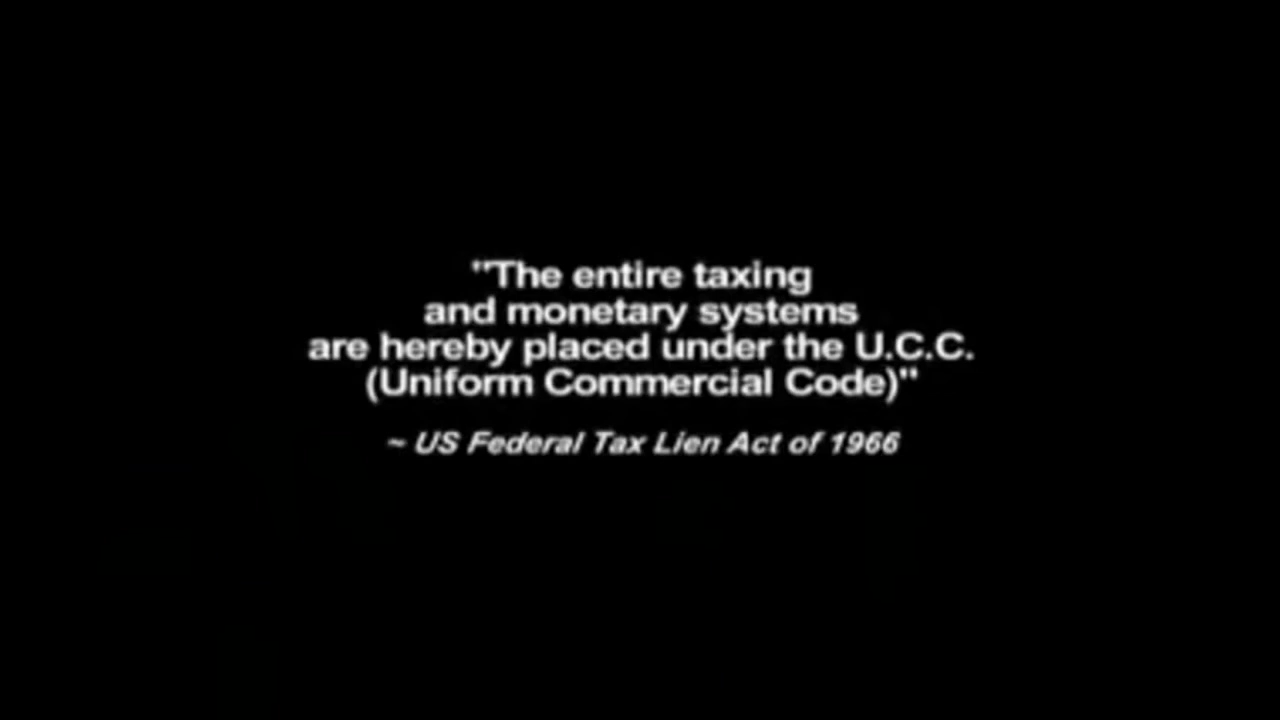 "The entire taxing
and monetary systems
are hereby placed under the U.C.C.
(Uniform Commercial Code)"
~ US Federal Tax Lien Act of 1966